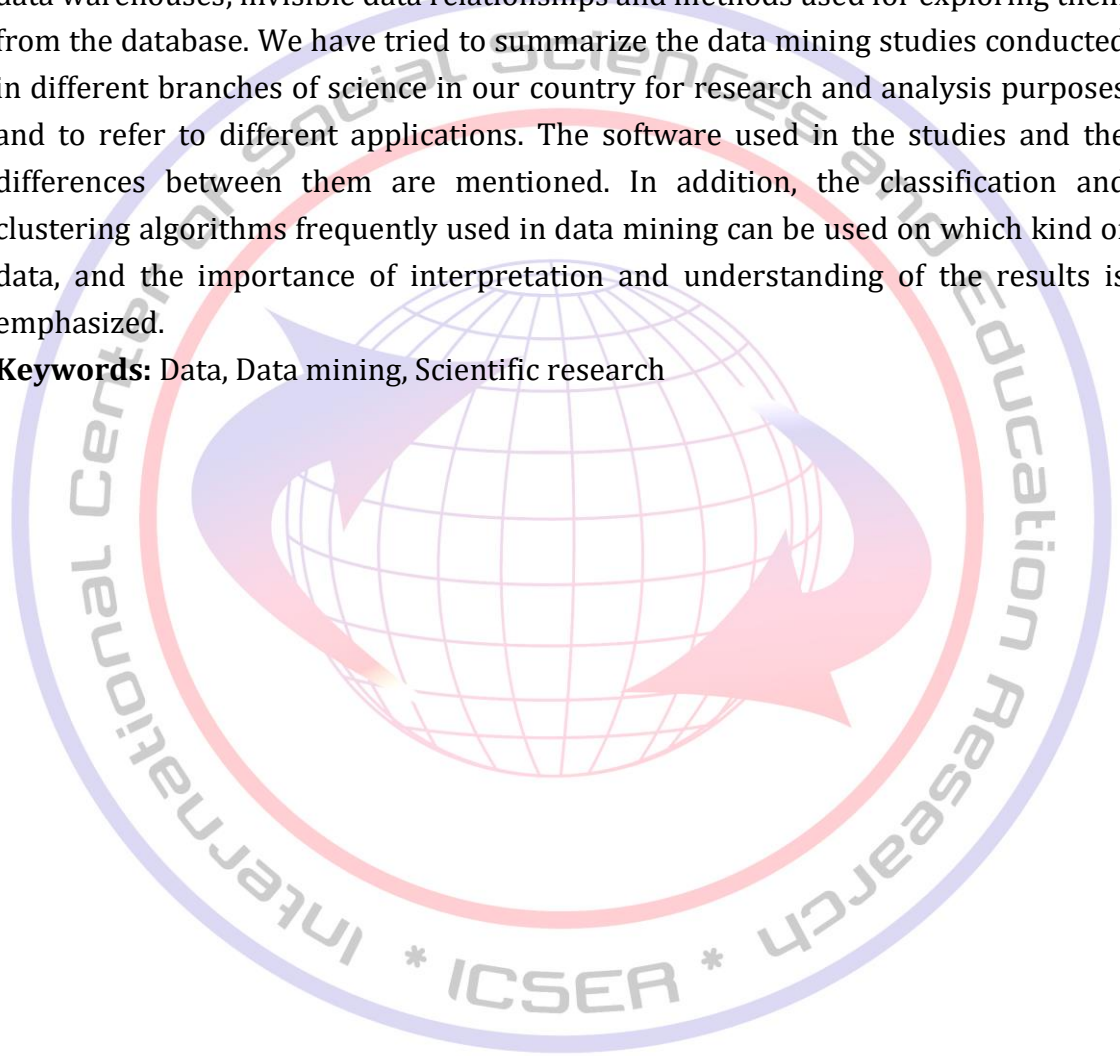 data warehouses, invisible data relationships and methods used for exploring them
from the database. We have tried to summarize the data mining studies conducted
in different branches of science in our country for research and analysis purposes
and to refer to different applications. The software used in the studies and the
differences between them are mentioned. In addition, the classification and
clustering algorithms frequently used in data mining can be used on which kind of
data, and the importance of interpretation and understanding of the results is
emphasized.
Keywords: Data, Data mining, Scientific research
International Center of Social Sciences and Education Research
* ICSER *